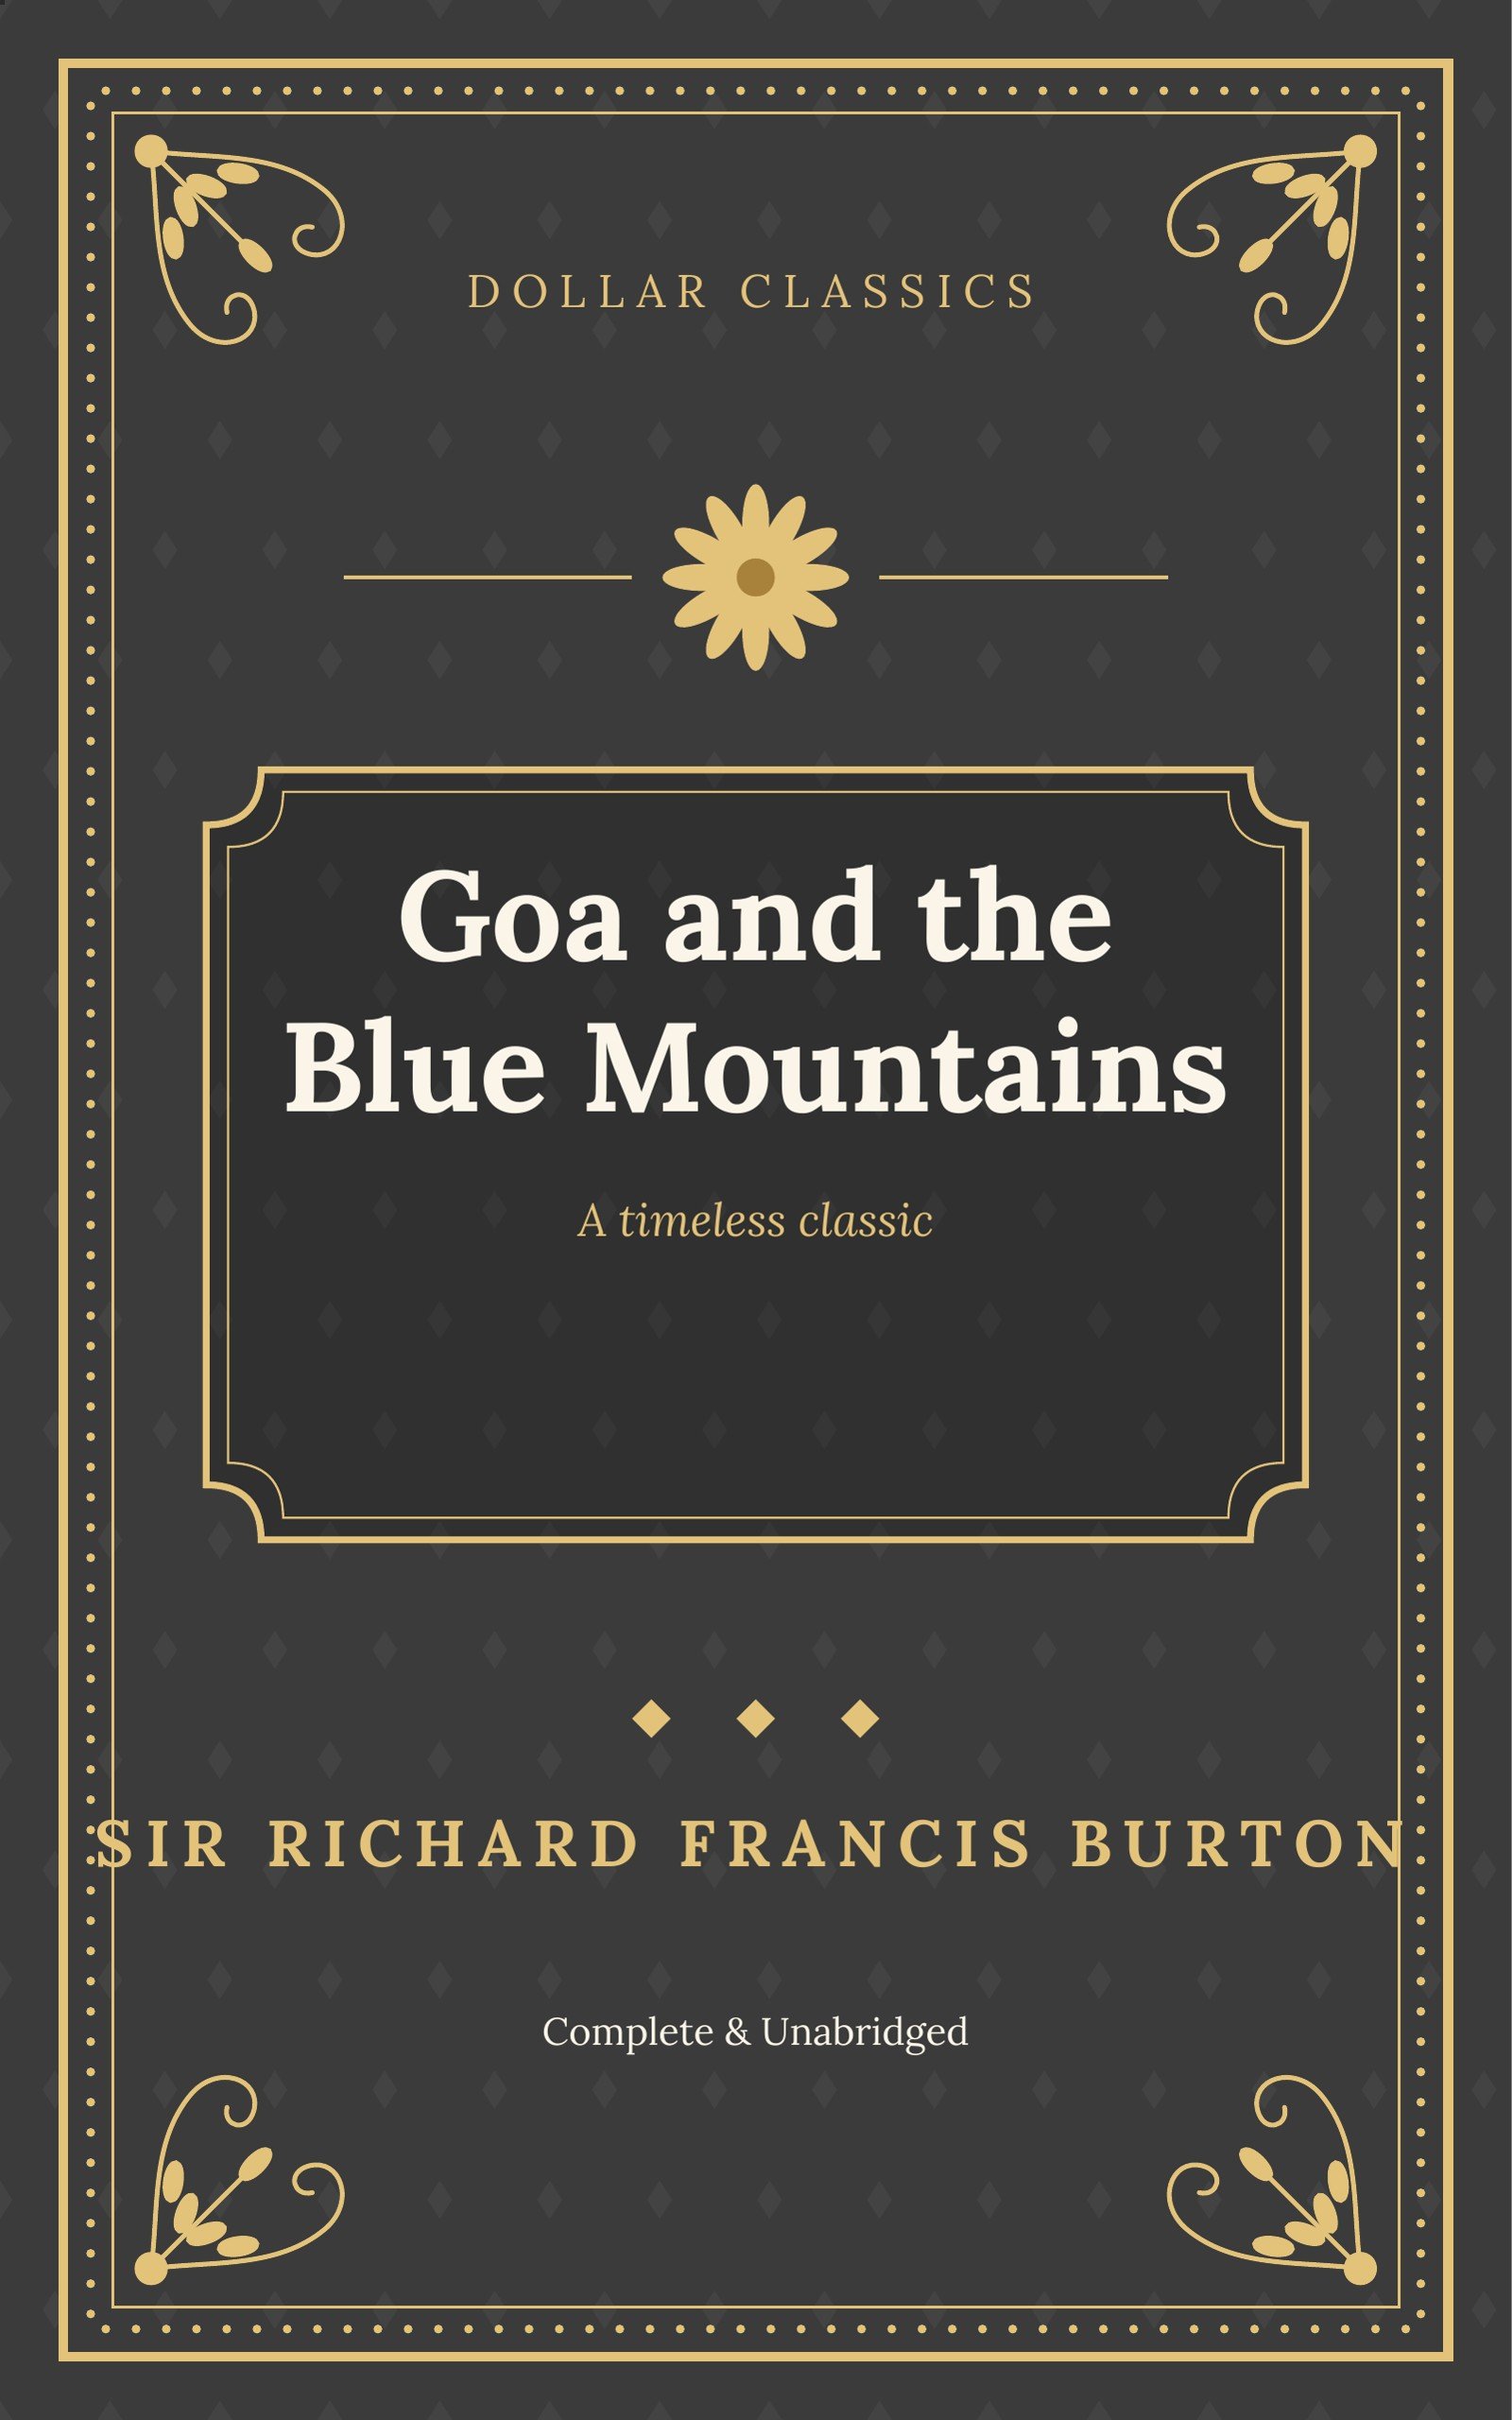 DOLLAR CLASSICS
Goa and the
Blue Mountains
A timeless classic
SIR RICHARD FRANCIS BURTON
Complete & Unabridged